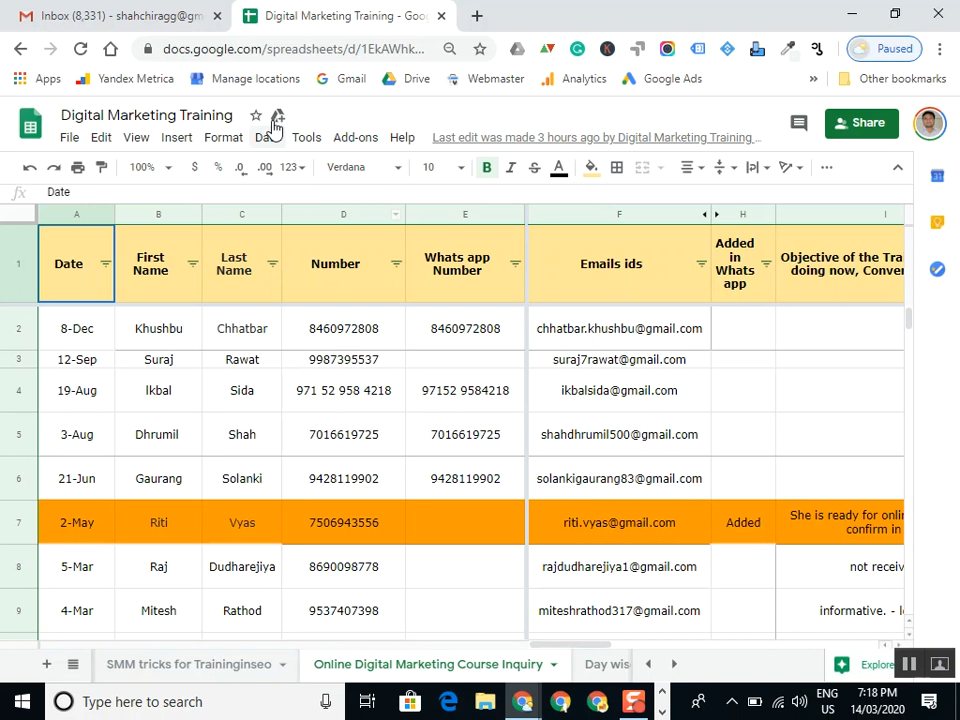 Inbox (8,331) - shahchiragg@gm
Digital Marketing Training - Goo
docs.google.com/spreadsheets/d/1EkAWhk...
Paused
Apps
Yandex Metrica
Manage locations
Gmail
Drive
Webmaster
Analytics
Google Ads
»
Other bookmarks
Digital Marketing Training
Share
File Edit View Insert Format Tools Add-ons Help
Last edit was made 3 hours ago by Digital Marketing Training ...
100% $ % .0 .00 123 Verdana 10 B I S A
fx Date
A B C D E F H I
1 Date First Name Last Name Number Whats app Number Emails ids Added in Whats app Objective of the Tra doing now, Conver
2 8-Dec Khushbu Chhatbar 8460972808 8460972808 chhatbar.khushbu@gmail.com
3 12-Sep Suraj Rawat 9987395537 suraj7rawat@gmail.com
4 19-Aug Ikbal Sida 971 52 958 4218 97152 9584218 ikbalsida@gmail.com
5 3-Aug Dhrumil Shah 7016619725 7016619725 shahdhrumil500@gmail.com
6 21-Jun Gaurang Solanki 9428119902 9428119902 solankigaurang83@gmail.com
7 2-May Riti Vyas 7506943556 riti.vyas@gmail.com Added She is ready for onlin confirm in
8 5-Mar Raj Dudharejiya 8690098778 rajdudharejiya1@gmail.com not receiv
9 4-Mar Mitesh Rathod 9537407398 miteshrathod317@gmail.com informative. - l
SMM tricks for Traininginseo
Online Digital Marketing Course Inquiry
Day wis
Explore
Type here to search
ENG
US
7:18 PM
14/03/2020